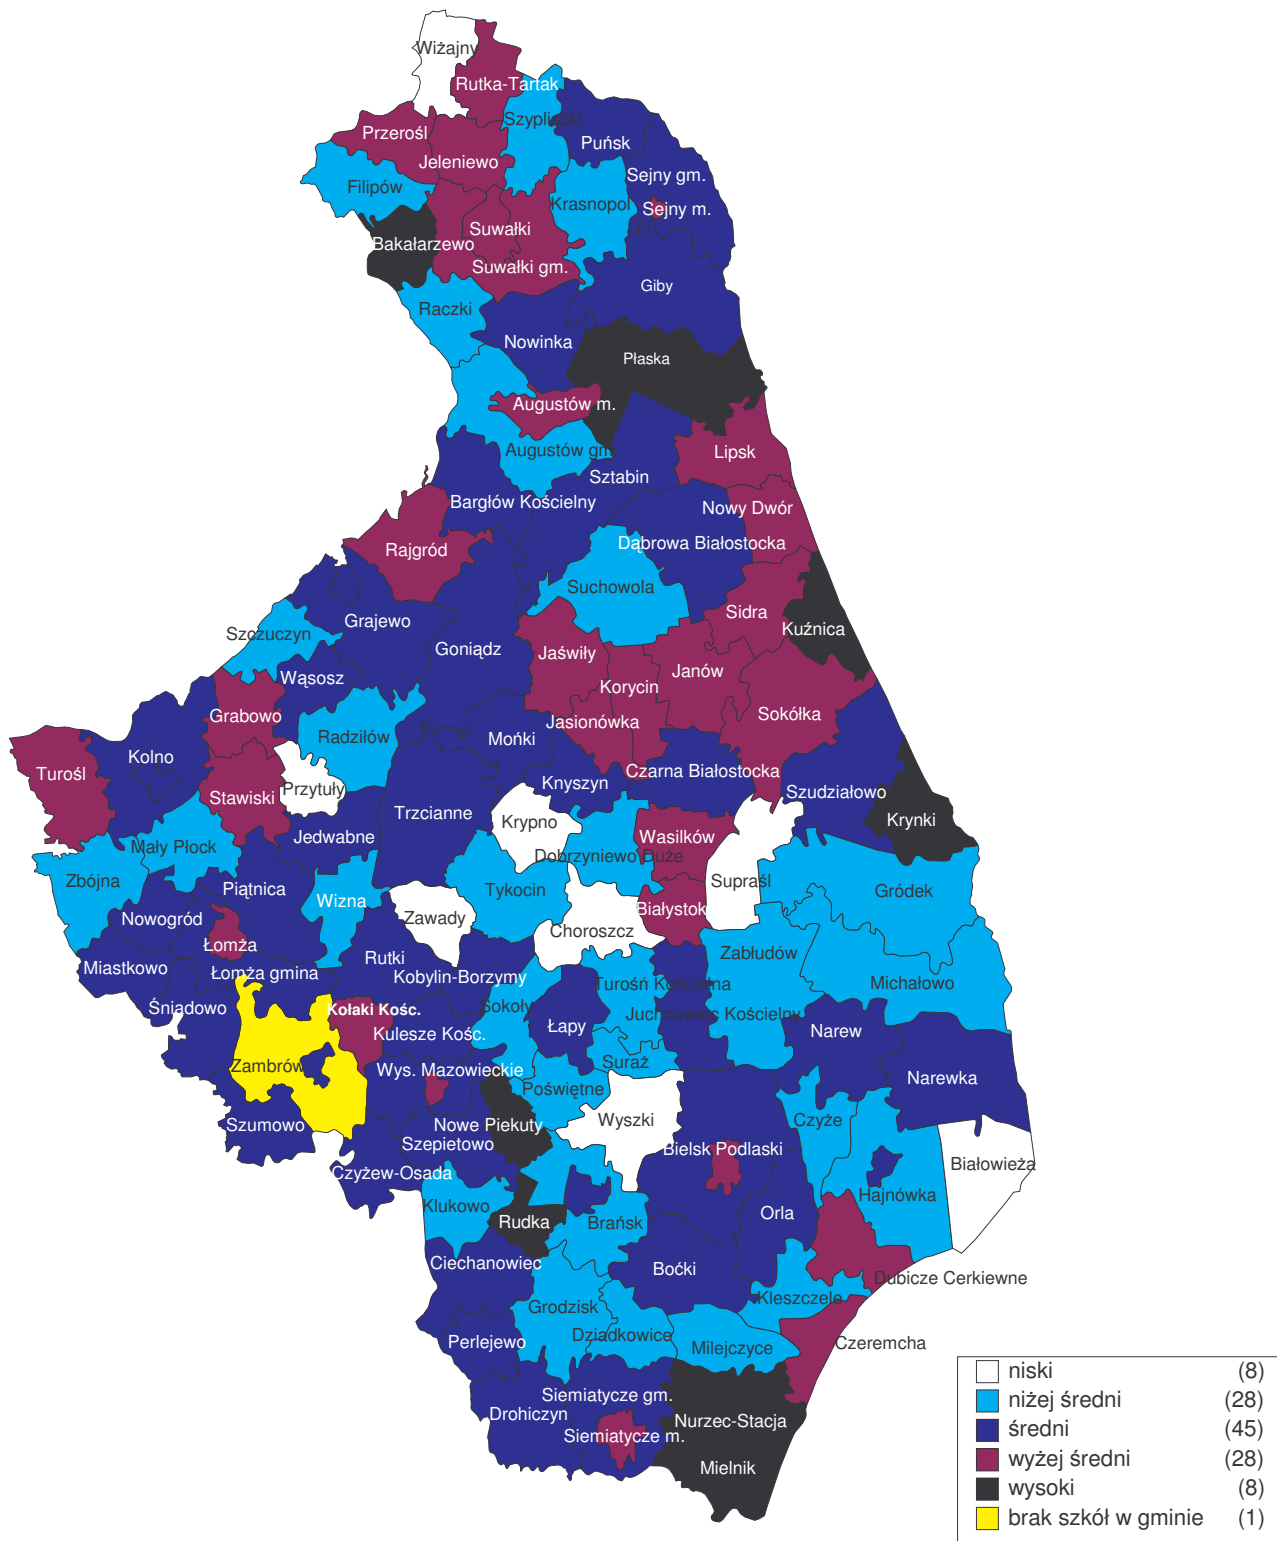 Wiżajny
Rutka-Tartak
Szypliszki
Przerośl
Puńsk
Jeleniewo
Sejny gm.
Filipów
Krasnopol
Sejny m.
Suwałki
Bakałarzewo
Suwałki gm.
Giby
Raczki
Nowinka
Płaska
Augustów m.
Augustów gm.
Lipsk
Sztabin
Bargłów Kościelny
Nowy Dwór
Dąbrowa Białostocka
Rajgród
Suchowola
Sidra
Grajewo
Kuźnica
Szczuczyn
Goniądz
Jaświły
Janów
Wąsosz
Korycin
Grabowo
Sokółka
Jasionówka
Radziłów
Mońki
Kolno
Turośl
Czarna Białostocka
Knyszyn
Przytuły
Szudziałowo
Stawiski
Trzcianne
Krypno
Krynki
Jedwabne
Wasilków
Mały Płock
Dobrzyniewo Duże
Zbójna
Supraśl
Piątnica
Tykocin
Gródek
Wizna
Białystok
Nowogród
Zawady
Choroszcz
Łomża
Zabłudów
Rutki
Miastkowo
Łomża gmina
Kobylin-Borzymy
Turośń Kościelna
Michałowo
Śniadowo
Sokoły
Kołaki Kośc.
Juchnowiec Kościelny
Łapy
Kulesze Kośc.
Narew
Zambrów
Suraż
Wys. Mazowieckie
Narewka
Poświętne
Wyszki
Czyże
Szumowo
Nowe Piekuty
Szepietowo
Bielsk Podlaski
Białowieża
Czyżew-Osada
Hajnówka
Klukowo
Orla
Rudka
Brańsk
Ciechanowiec
Boćki
Dubicze Cerkiewne
Kleszczele
Grodzisk
Dziadkowice
Perlejewo
Milejczyce
Czeremcha
Siemiatycze gm.
Drohiczyn
Nurzec-Stacja
Siemiatycze m.
Mielnik
niski (8)
niżej średni (28)
średni (45)
wyżej średni (28)
wysoki (8)
brak szkół w gminie (1)